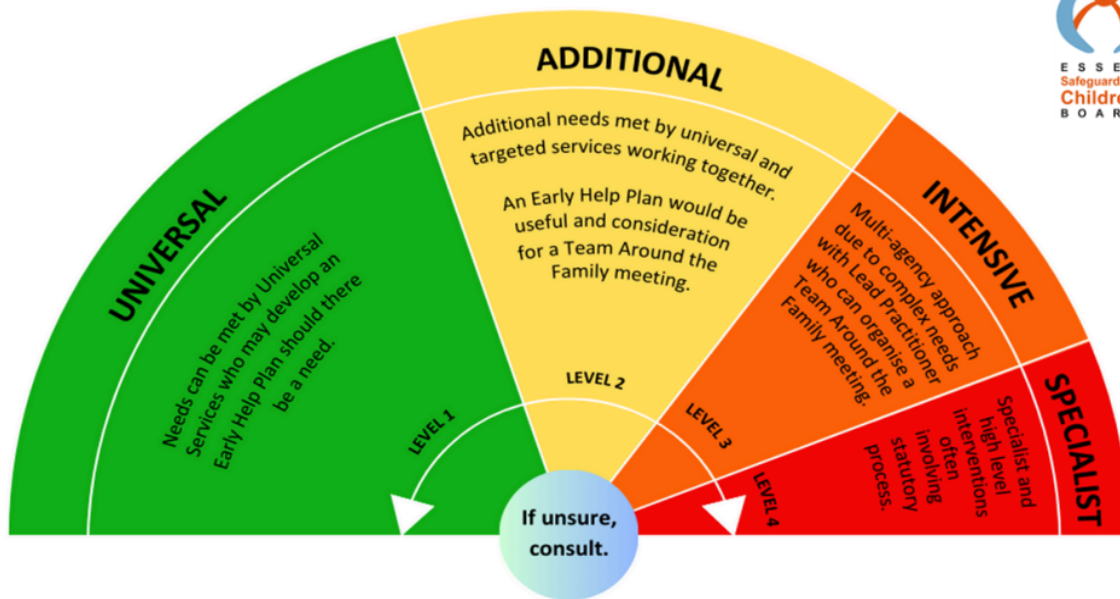 UNIVERSAL
Needs can be met by Universal
Services who may develop an
Early Help Plan should there
be a need.
LEVEL 1
ADDITIONAL
Additional needs met by universal and
targeted services working together.
An Early Help Plan would be
useful and consideration
for a Team Around the
Family meeting.
LEVEL 2
INTENSIVE
Multi-agency approach
due to complex needs
with Lead Practitioner
who can organise a
Team Around the
Family meeting.
LEVEL 3
SPECIALIST
Specialist and
high level
interventions
often
involving
statutory
process.
LEVEL 4
If unsure,
consult.
BOAR